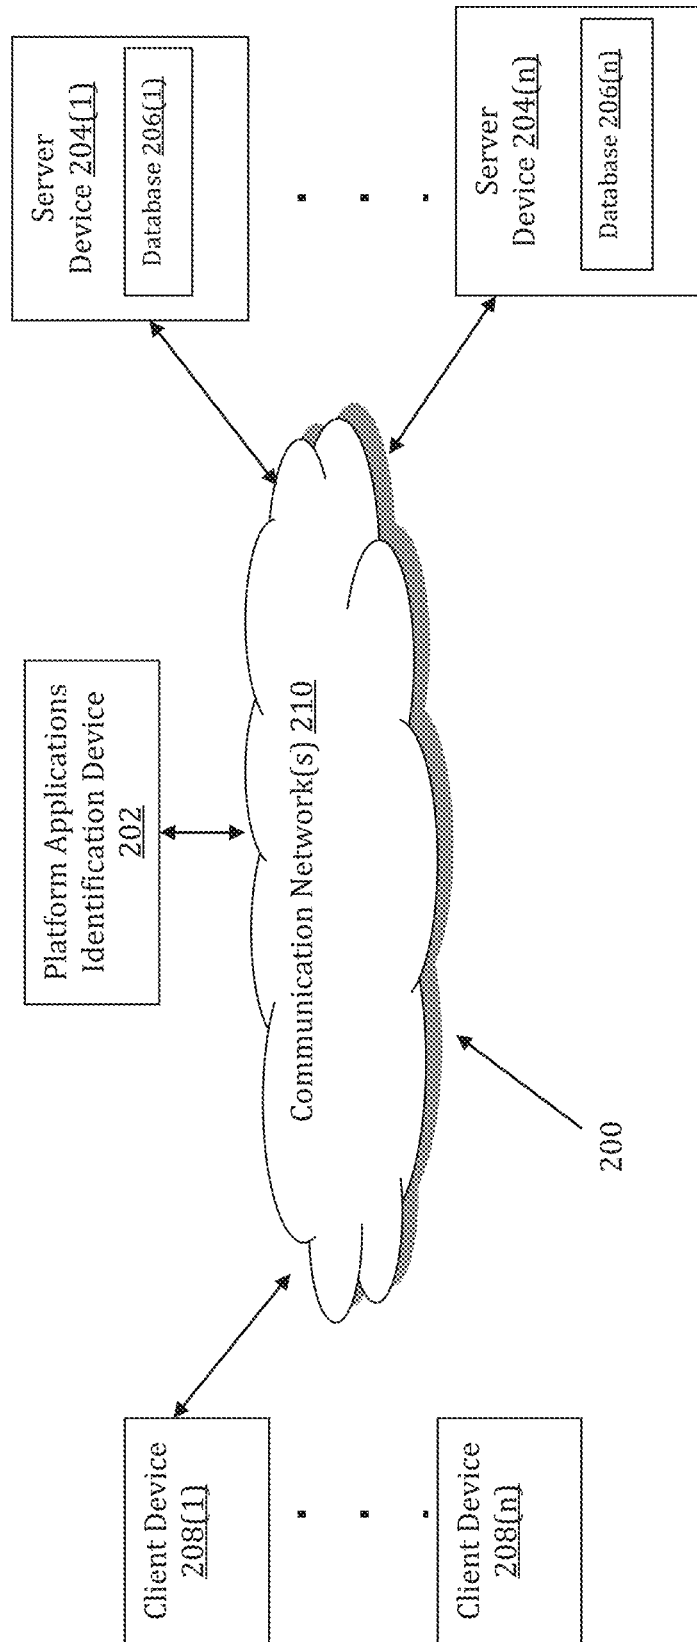 Platform Applications
Identification Device
202
Client Device
208(1)
Client Device
208(n)
Communication Network(s) 210
200
Server
Device 204(1)
Database 206(1)
Server
Device 204(n)
Database 206(n)